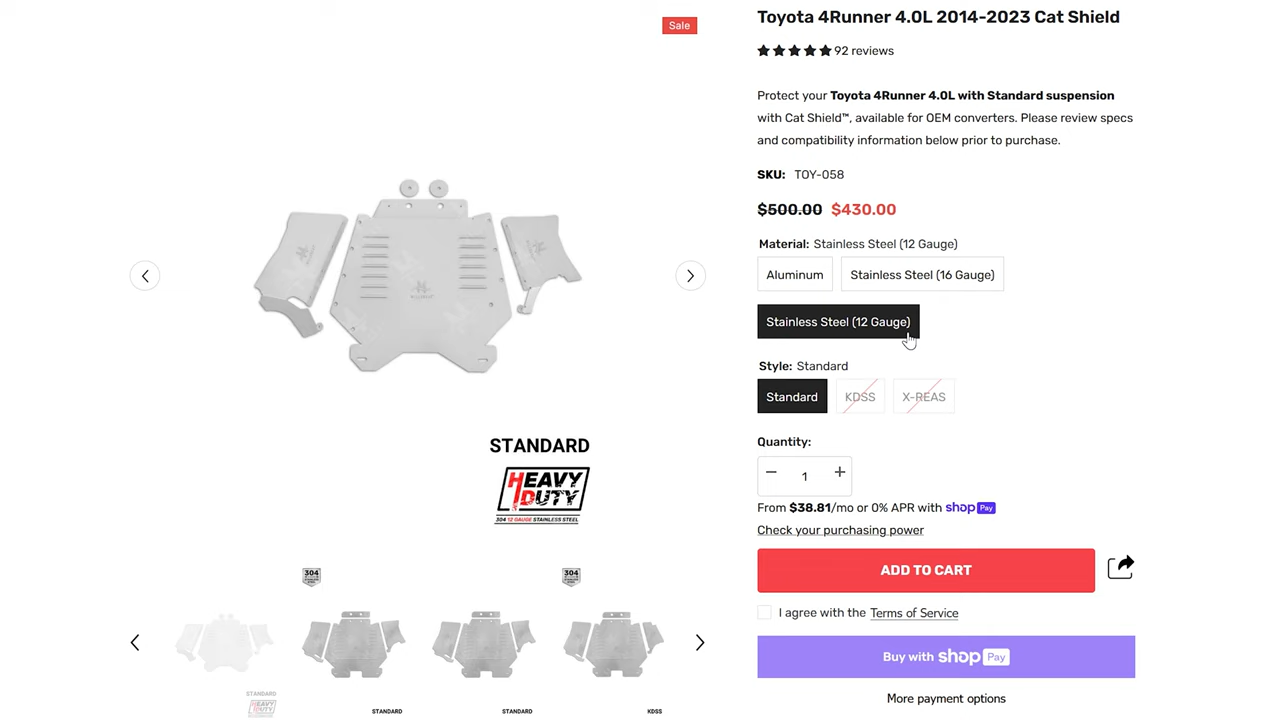 Sale
Toyota 4Runner 4.0L 2014-2023 Cat Shield
92 reviews
Protect your Toyota 4Runner 4.0L with Standard suspension
with Cat Shield™, available for OEM converters. Please review specs
and compatibility information below prior to purchase.
SKU: TOY-058
$500.00 $430.00
Material: Stainless Steel (12 Gauge)
Aluminum
Stainless Steel (16 Gauge)
Stainless Steel (12 Gauge)
Style: Standard
Standard
KDSS
X-REAS
Quantity:
− 1 +
From $38.81/mo or 0% APR with shop Pay
Check your purchasing power
ADD TO CART
I agree with the Terms of Service
Buy with shop Pay
More payment options
MILLERCAT
STANDARD
HEAVY
DUTY
304 12 GAUGE STAINLESS STEEL
304
304
STANDARD
HEAVY
DUTY
STANDARD
STANDARD
KDSS